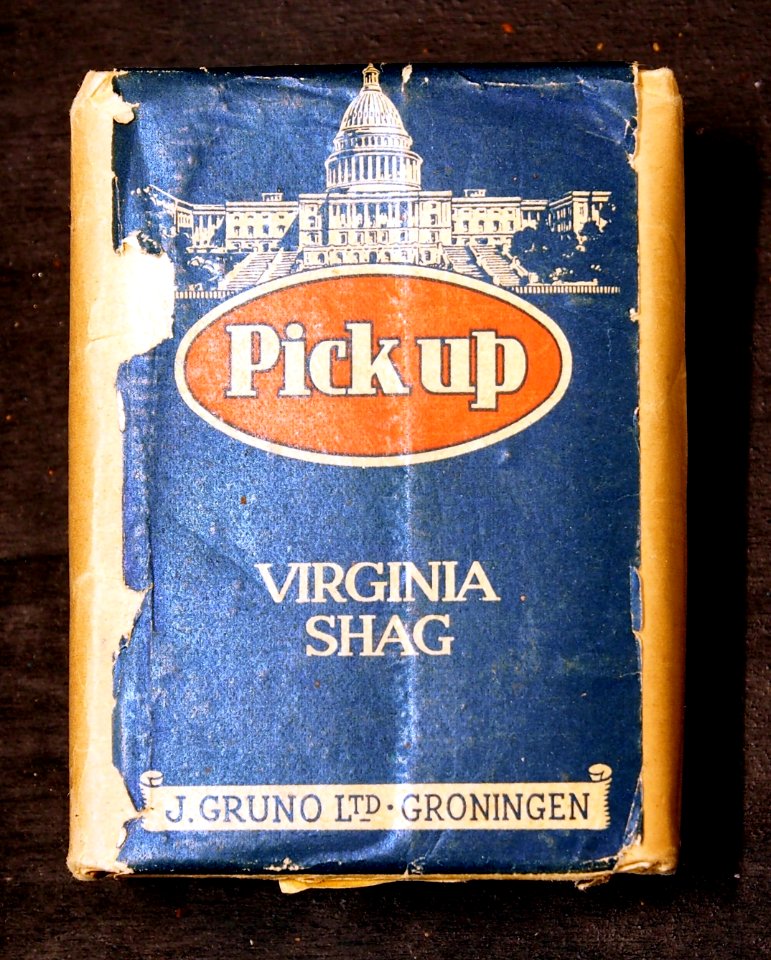 Pick up
VIRGINIA
SHAG
J. GRUNO LTD · GRONINGEN